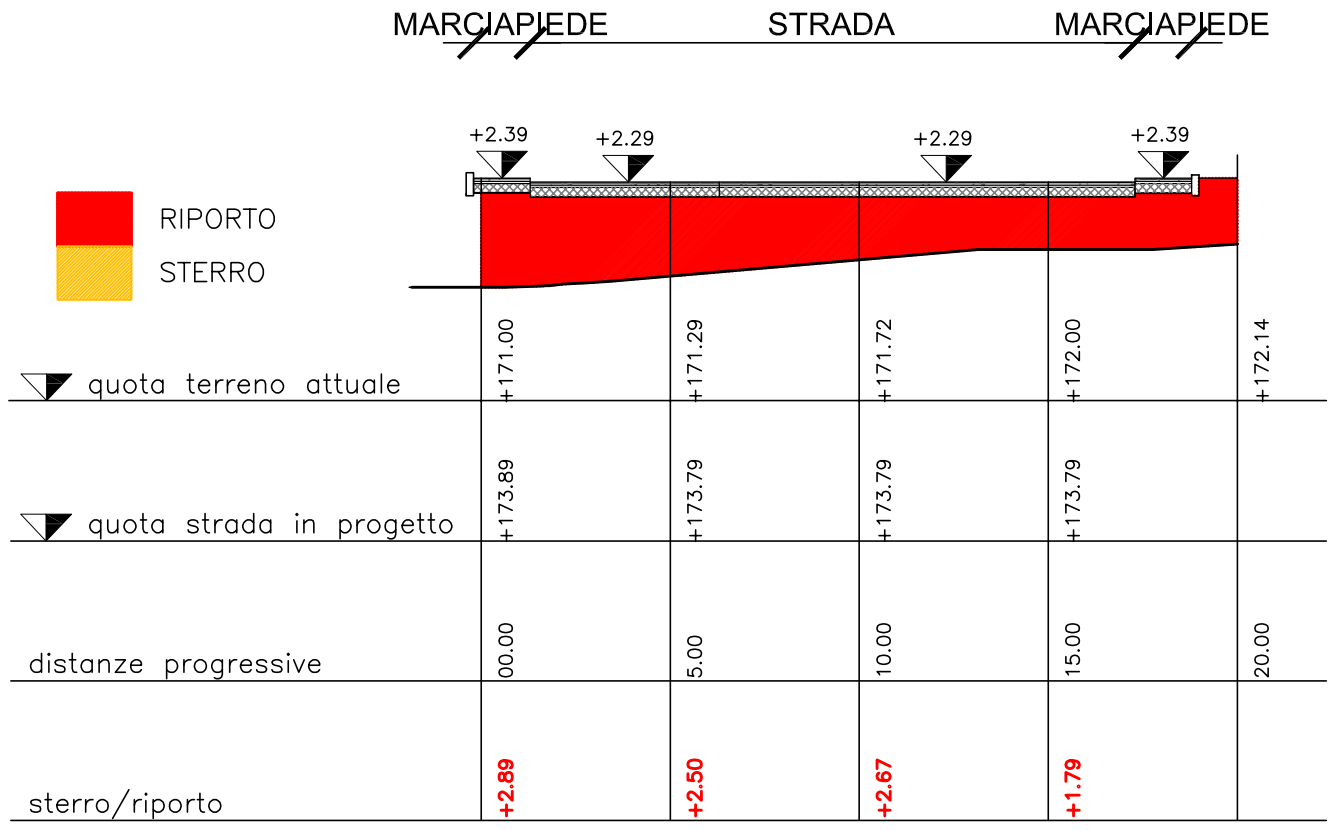 MARCIAPIEDE STRADA MARCIAPIEDE
+2.39 +2.29 +2.29 +2.39
RIPORTO
STERRO
quota terreno attuale +171.00 +171.29 +171.72 +172.00 +172.14
quota strada in progetto +173.89 +173.79 +173.79 +173.79
distanze progressive 00.00 5.00 10.00 15.00 20.00
sterro/riporto +2.89 +2.50 +2.67 +1.79